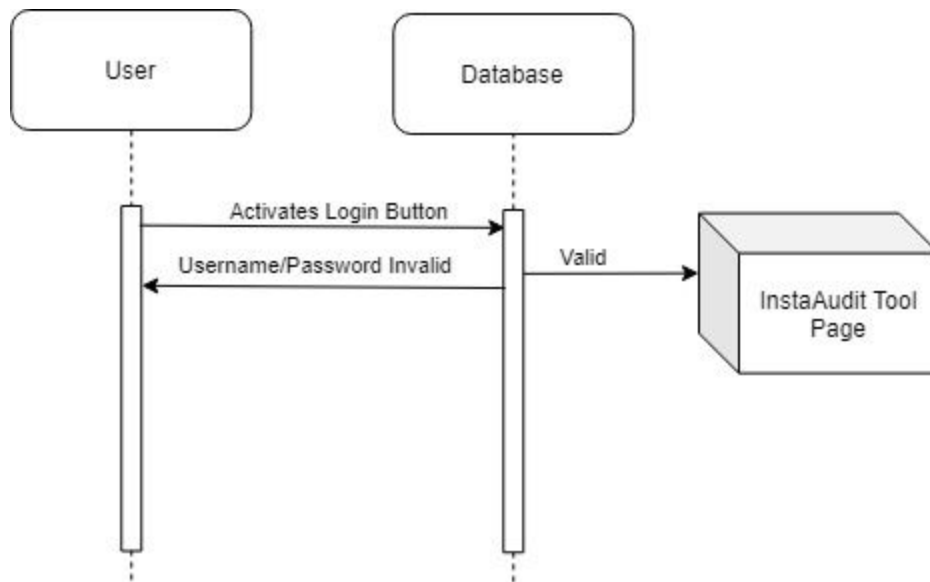 User
Database
Activates Login Button
Username/Password Invalid
Valid
InstaAudit Tool
Page